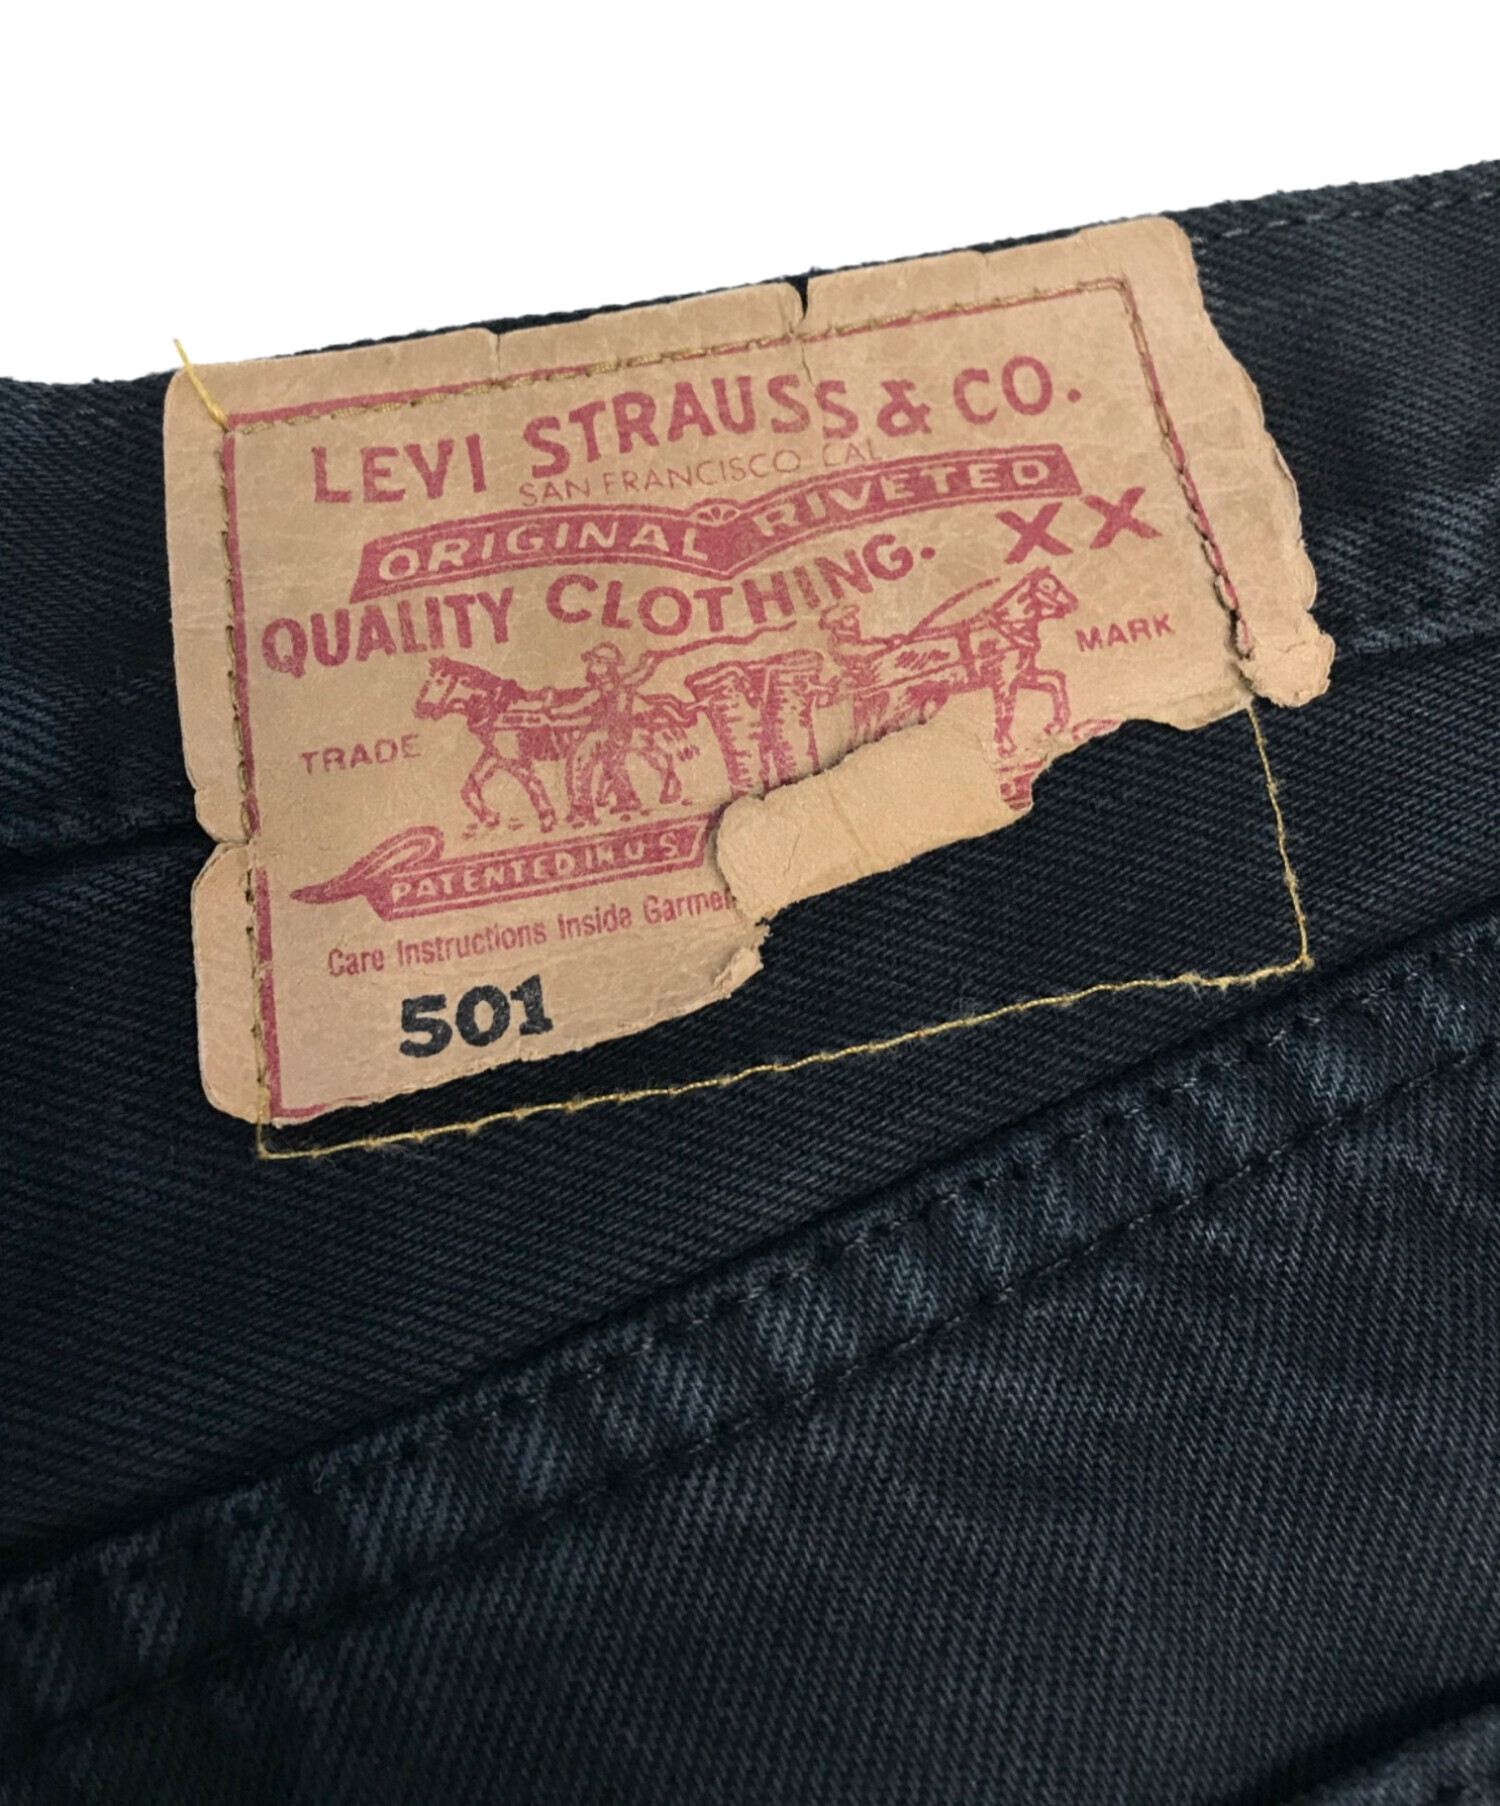 LEVI STRAUSS & CO.
SAN FRANCISCO CAL
ORIGINAL RIVETED
QUALITY CLOTHING. XX
TRADE MARK
PATENTED IN U S
Care Instructions Inside Garme
501